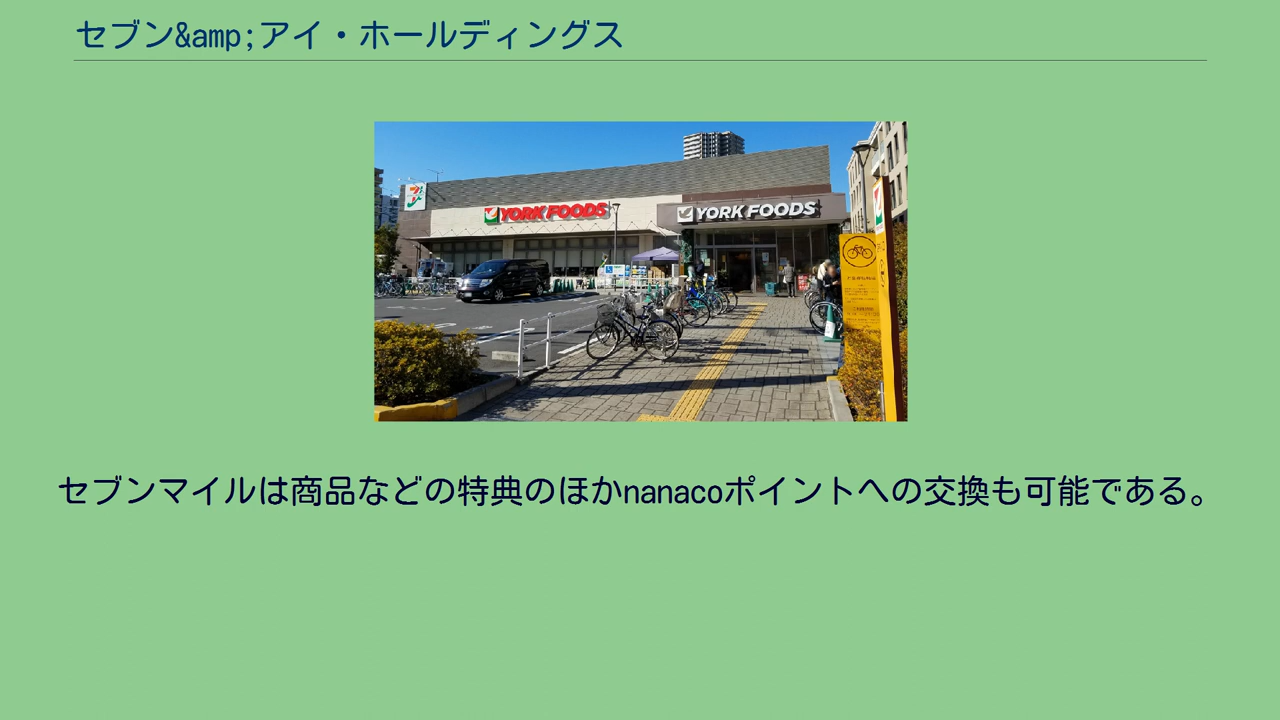 セブン&amp;アイ・ホールディングス
YORK FOODS
YORK FOODS
セブンマイルは商品などの特典のほかnanacoポイントへの交換も可能である。